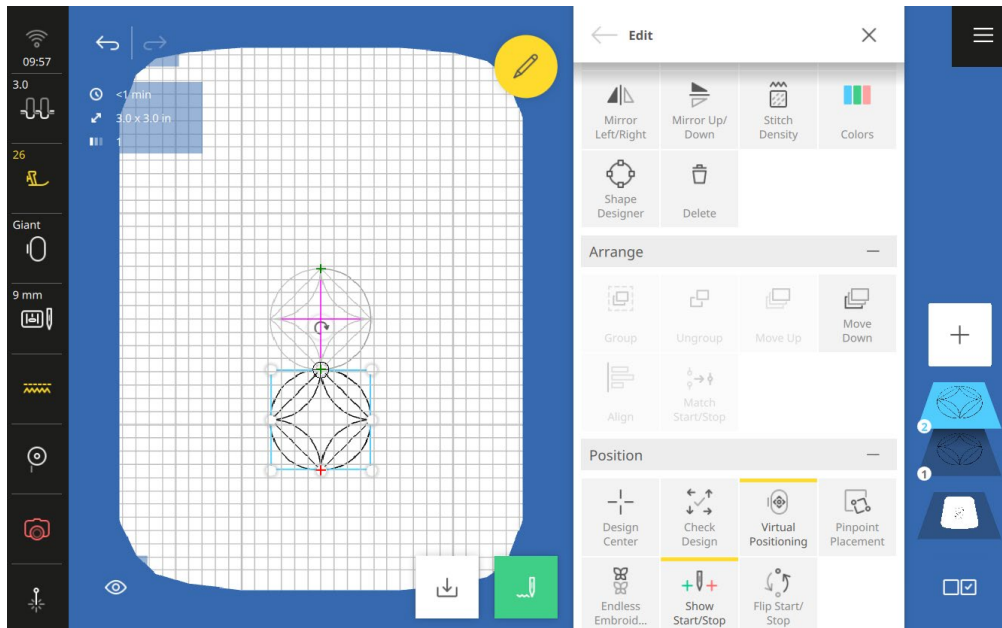 09:57
3.0
26
Giant
9 mm
<1 min
3.0 x 3.0 in
1
Edit
Mirror
Left/Right
Mirror Up/
Down
Stitch
Density
Colors
Shape
Designer
Delete
Arrange
Group
Ungroup
Move Up
Move
Down
Align
Match
Start/Stop
Position
Design
Center
Check
Design
Virtual
Positioning
Pinpoint
Placement
Endless
Embroid...
Show
Start/Stop
Flip Start/
Stop
2
1